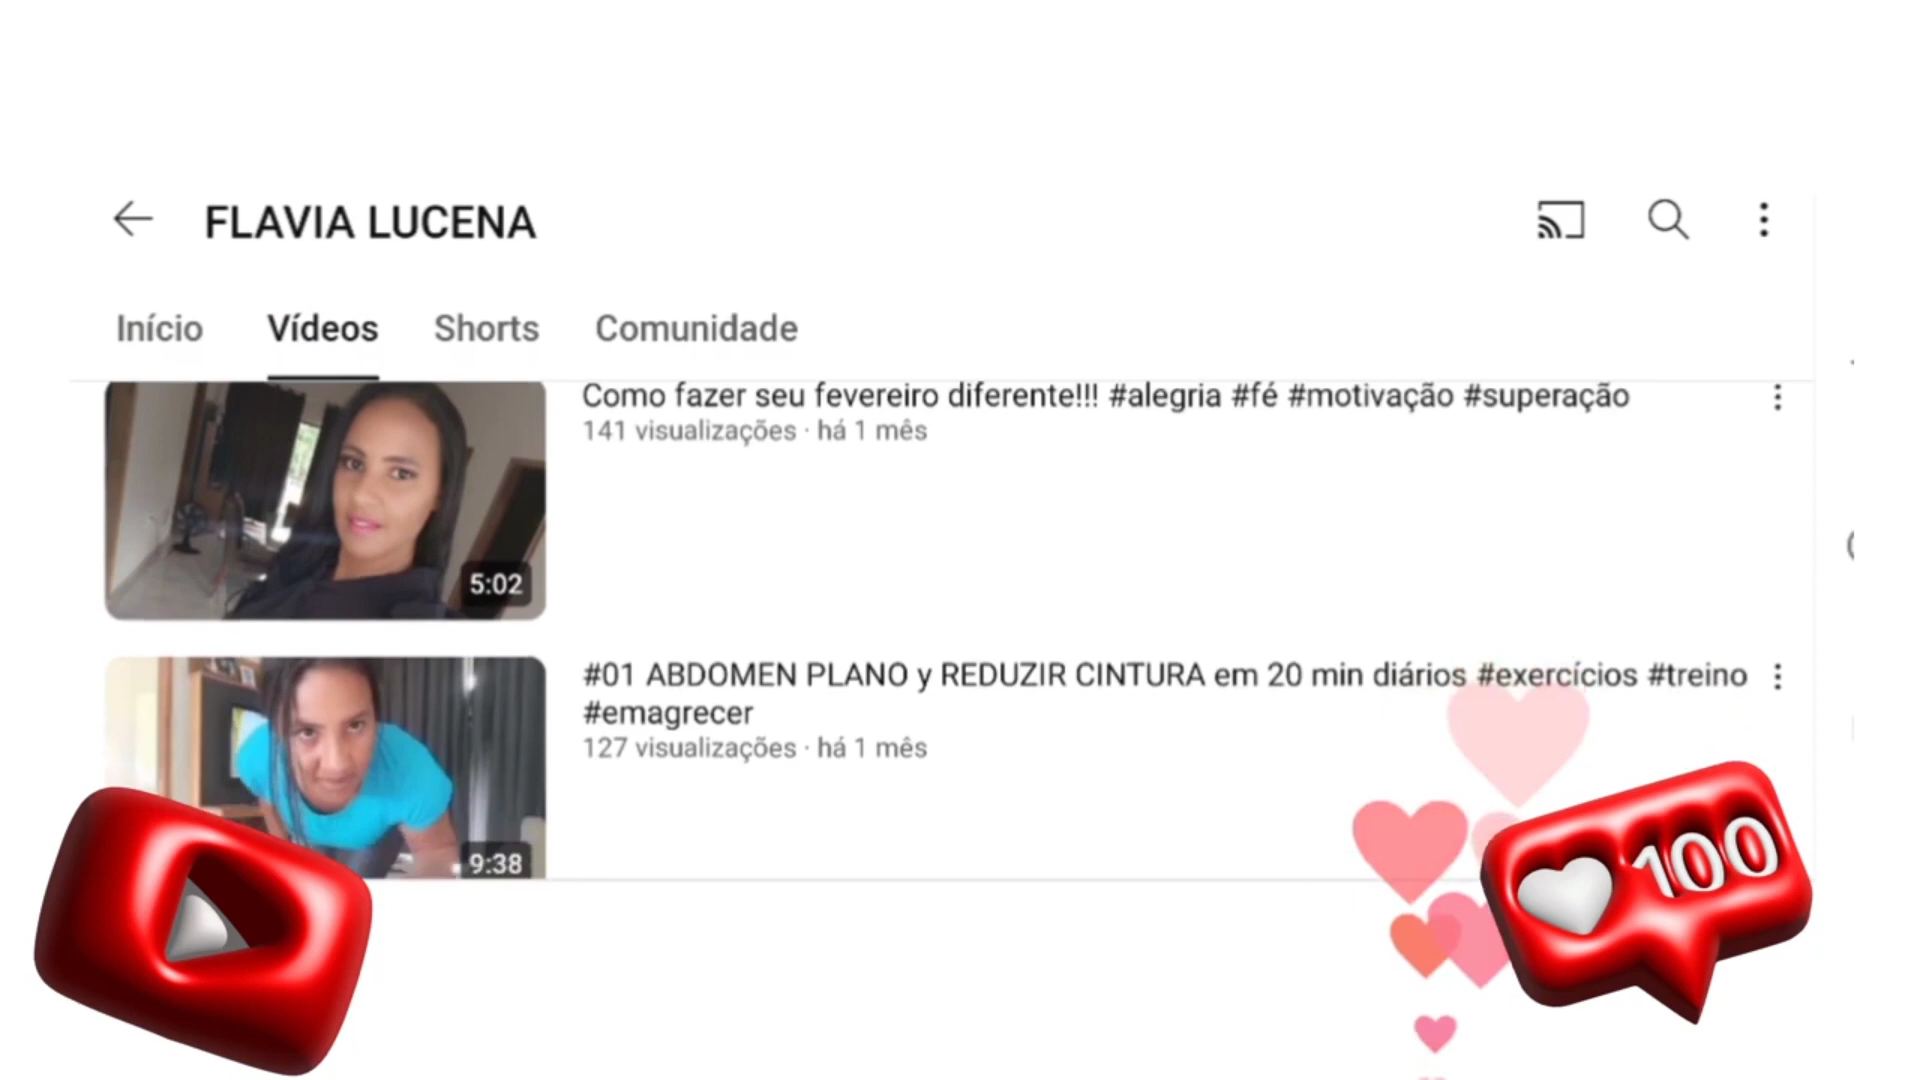 FLAVIA LUCENA
Início Vídeos Shorts Comunidade
Como fazer seu fevereiro diferente!!! #alegria #fé #motivação #superação
141 visualizações · há 1 mês
5:02
#01 ABDOMEN PLANO y REDUZIR CINTURA em 20 min diários #exercícios #treino
#emagrecer
127 visualizações · há 1 mês
9:38
100